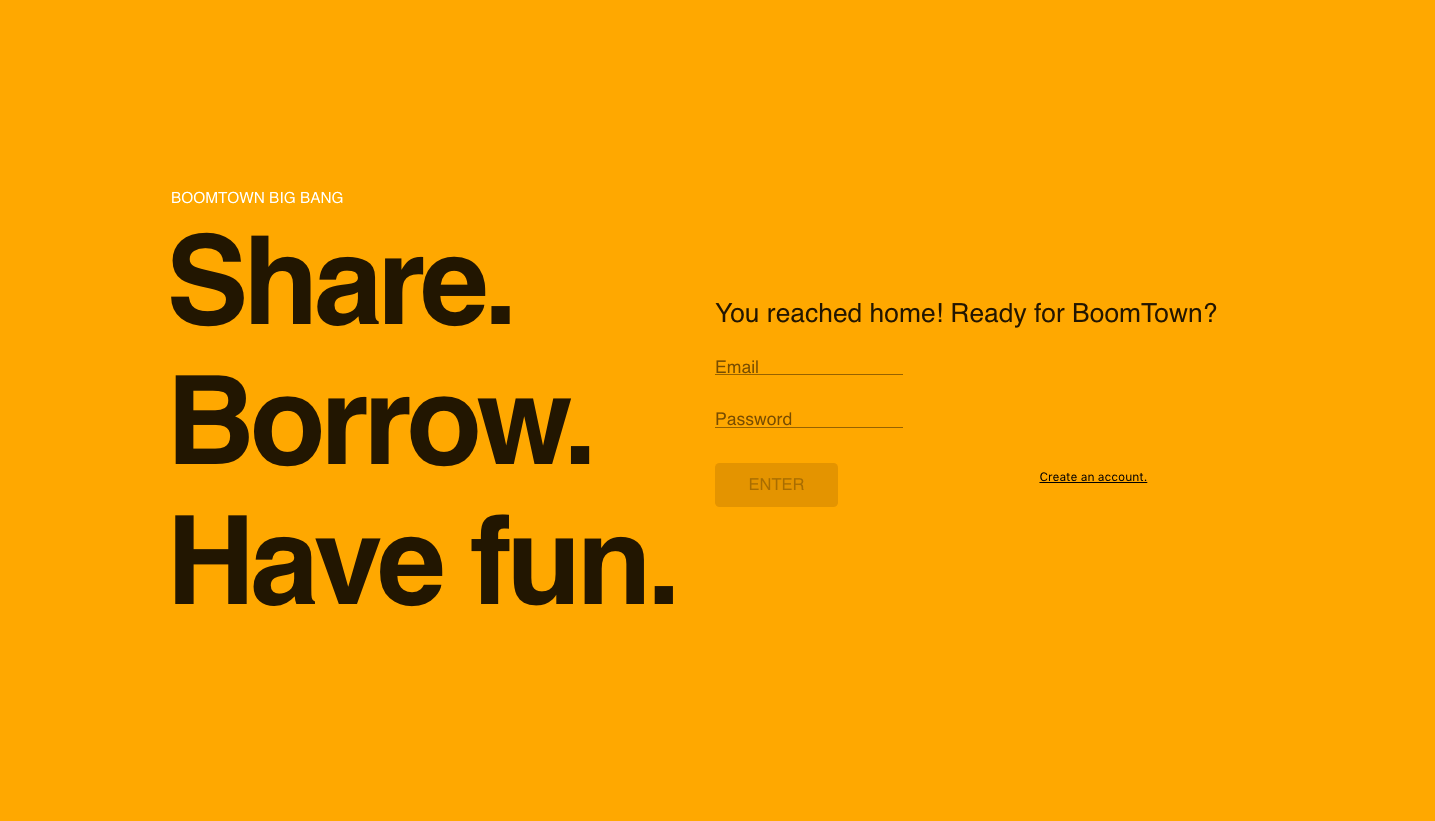 BOOMTOWN BIG BANG
Share.
Borrow.
Have fun.
You reached home! Ready for BoomTown?
Email
Password
ENTER
Create an account.